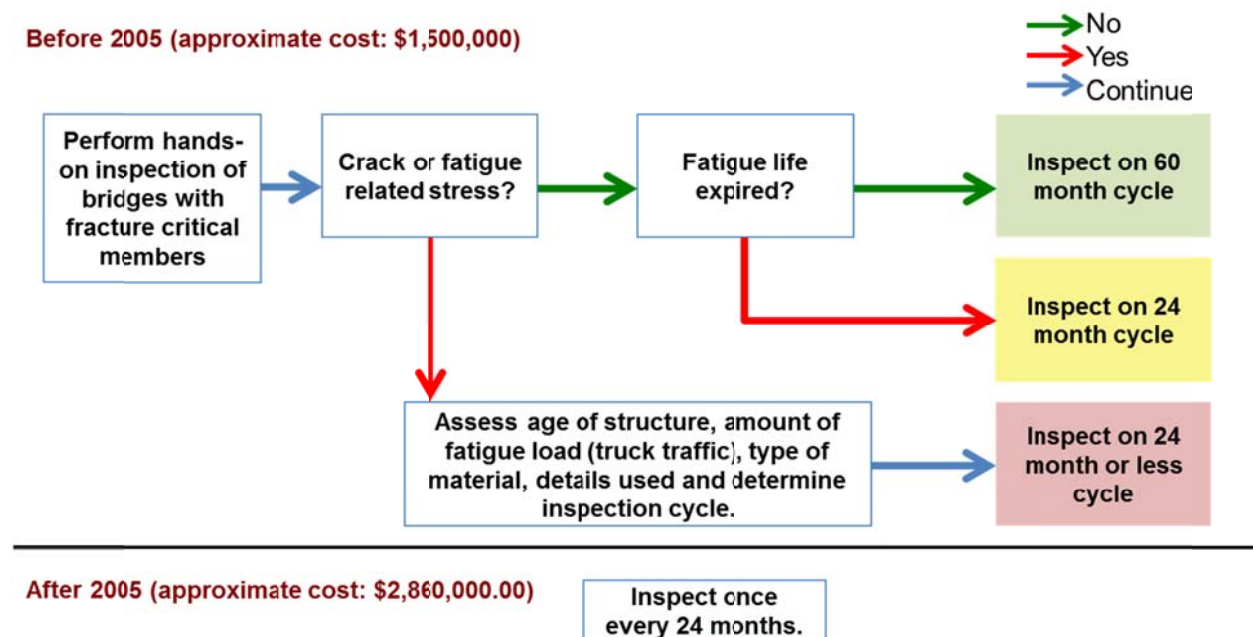 Before 2005 (approximate cost: $1,500,000)
No
Yes
Continue
Perform hands-
on inspection of
bridges with
fracture critical
members
Crack or fatigue
related stress?
Fatigue life
expired?
Inspect on 60
month cycle
Inspect on 24
month cycle
Assess age of structure, amount of
fatigue load (truck traffic), type of
material, details used and determine
inspection cycle.
Inspect on 24
month or less
cycle
After 2005 (approximate cost: $2,860,000.00)
Inspect once
every 24 months.